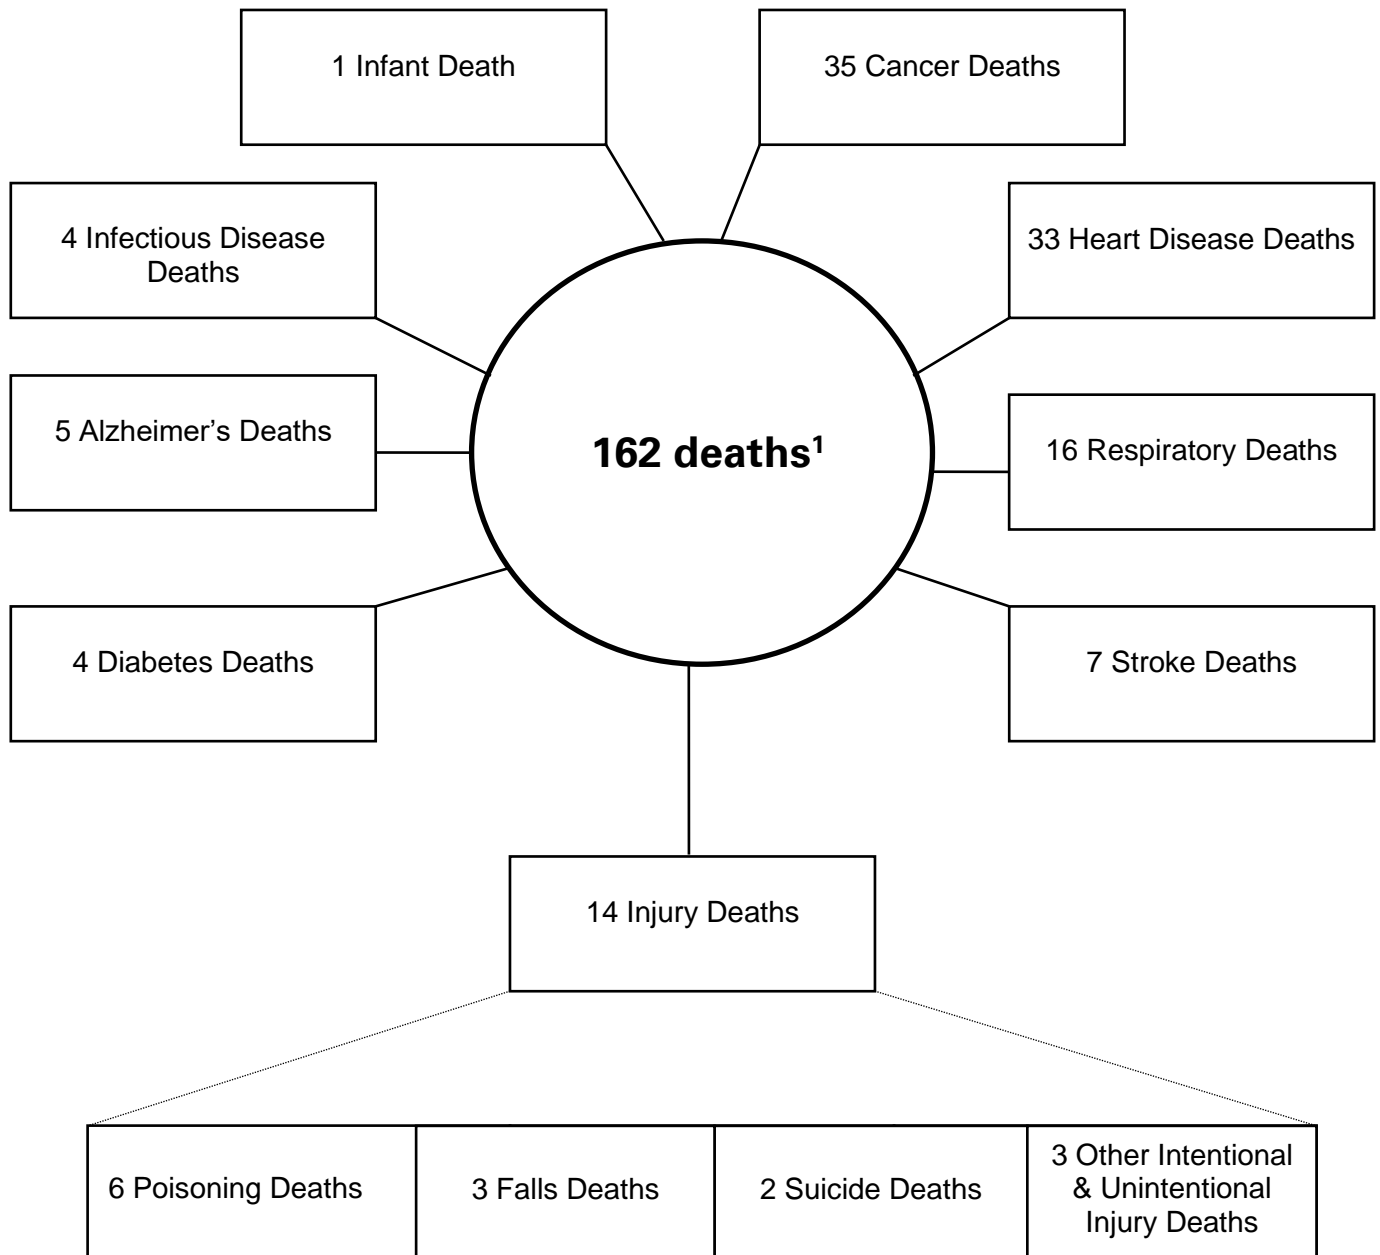 1 Infant Death
35 Cancer Deaths
4 Infectious Disease
Deaths
33 Heart Disease Deaths
5 Alzheimer’s Deaths
162 deaths¹
16 Respiratory Deaths
4 Diabetes Deaths
7 Stroke Deaths
14 Injury Deaths
6 Poisoning Deaths
3 Falls Deaths
2 Suicide Deaths
3 Other Intentional
& Unintentional
Injury Deaths